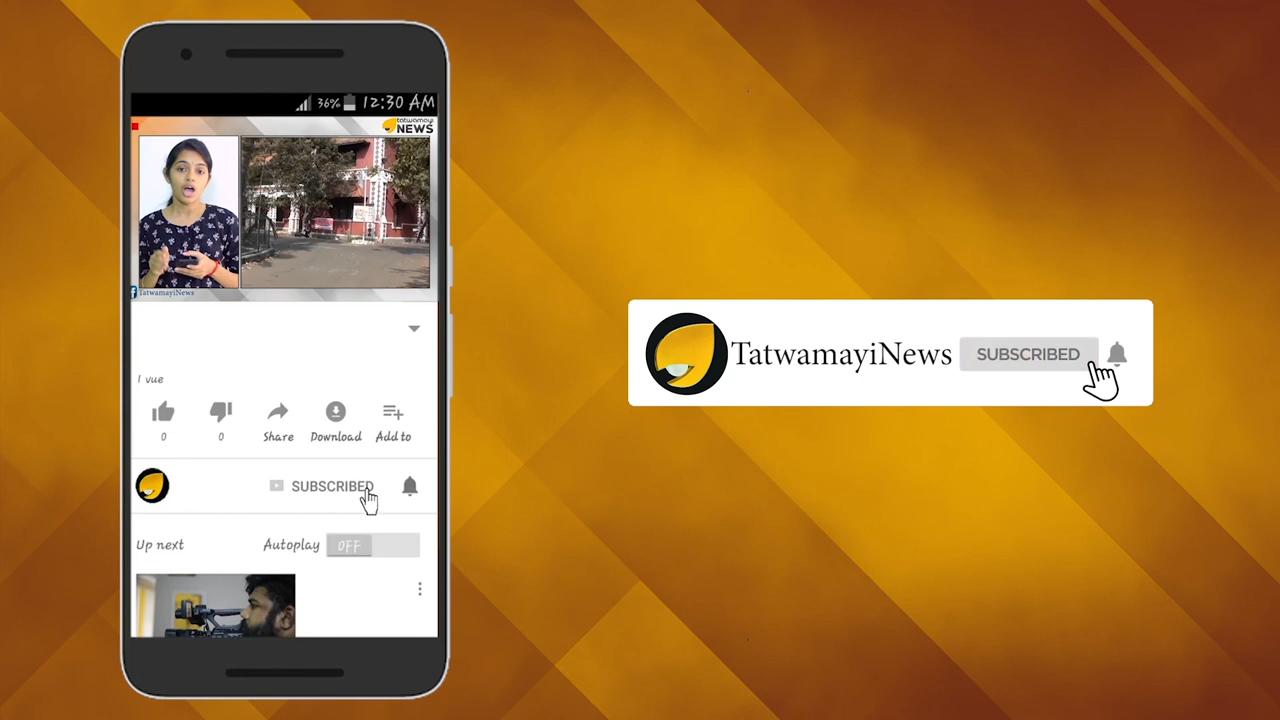 36% 12:30 AM
tatwamayi
NEWS
TatwamayiNews
1 vue
0 0 Share Download Add to
SUBSCRIBED
Up next Autoplay OFF
TatwamayiNews SUBSCRIBED